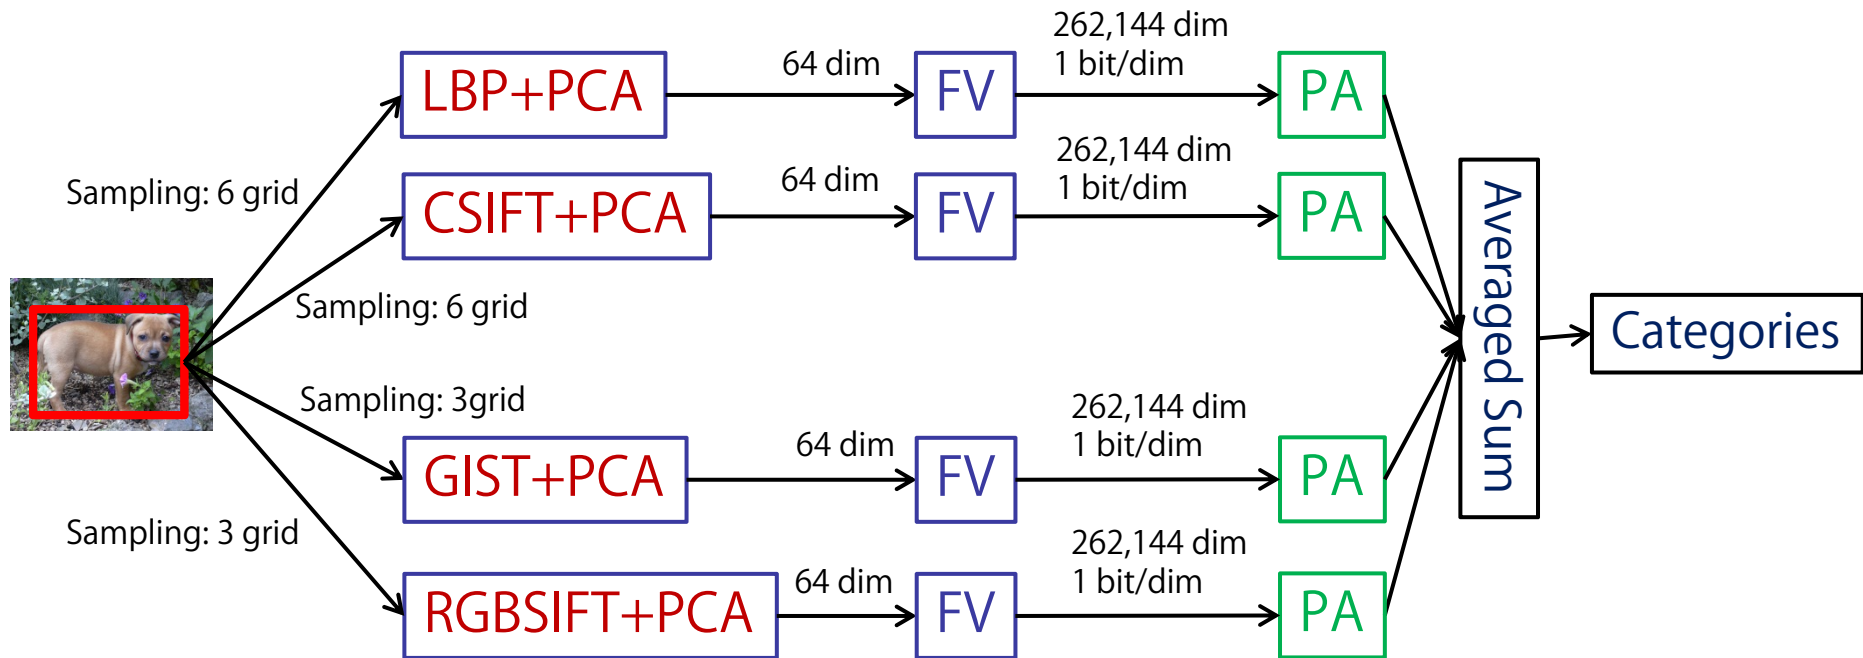 262,144 dim
1 bit/dim
64 dim
LBP+PCA
FV
PA
262,144 dim
1 bit/dim
64 dim
Sampling: 6 grid
CSIFT+PCA
FV
PA
Sampling: 6 grid
Averaged Sum
Categories
Sampling: 3grid
262,144 dim
1 bit/dim
64 dim
GIST+PCA
FV
PA
Sampling: 3 grid
262,144 dim
1 bit/dim
64 dim
RGBSIFT+PCA
FV
PA